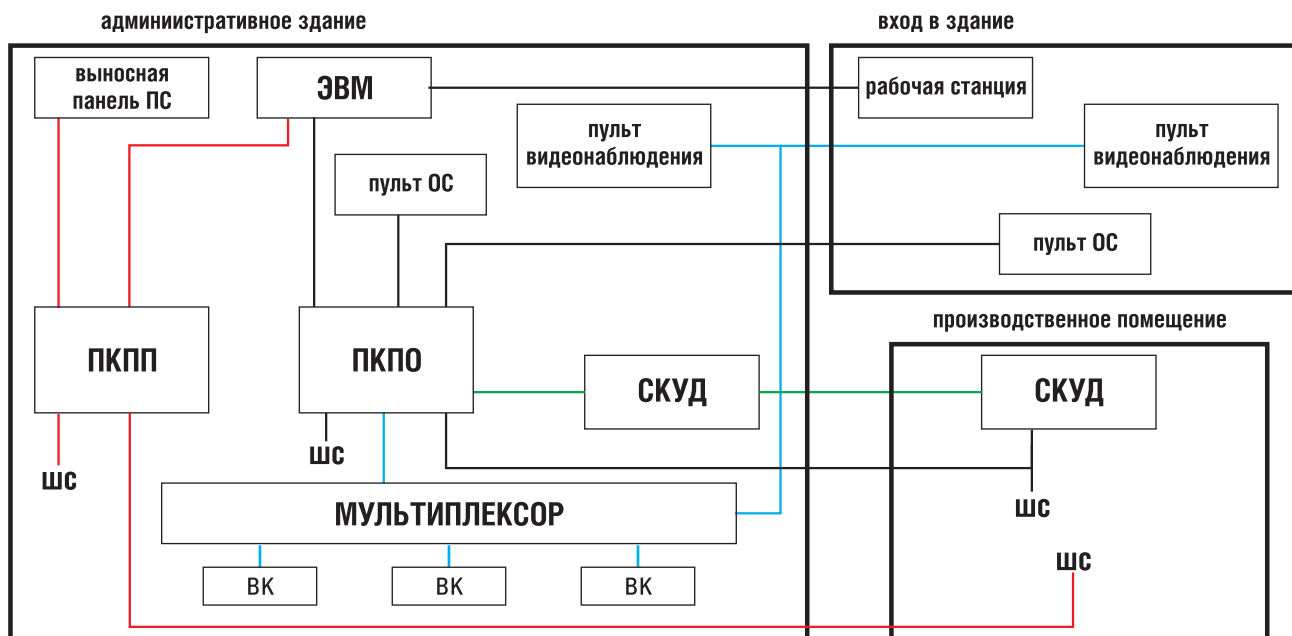 админиистративное здание
вход в здание
выносная
панель ПС
ЭВМ
рабочая станция
пульт
видеонаблюдения
пульт
видеонаблюдения
пульт ОС
пульт ОС
производственное помещение
ПКПП
ПКПО
СКУД
СКУД
ШС
ШС
МУЛЬТИПЛЕКСОР
ШС
ШС
ВК
ВК
ВК